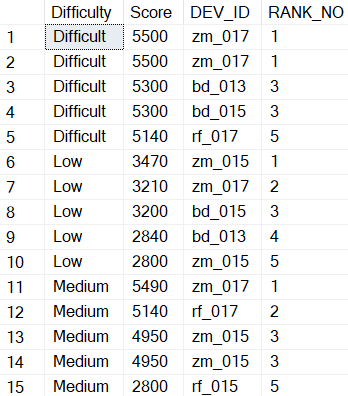 Difficulty Score DEV_ID RANK_NO
1 Difficult 5500 zm_017 1
2 Difficult 5500 zm_017 1
3 Difficult 5300 bd_013 3
4 Difficult 5300 bd_015 3
5 Difficult 5140 rf_017 5
6 Low 3470 zm_015 1
7 Low 3210 zm_017 2
8 Low 3200 bd_015 3
9 Low 2840 bd_013 4
10 Low 2800 zm_015 5
11 Medium 5490 zm_017 1
12 Medium 5140 rf_017 2
13 Medium 4950 zm_015 3
14 Medium 4950 zm_015 3
15 Medium 2800 rf_015 5